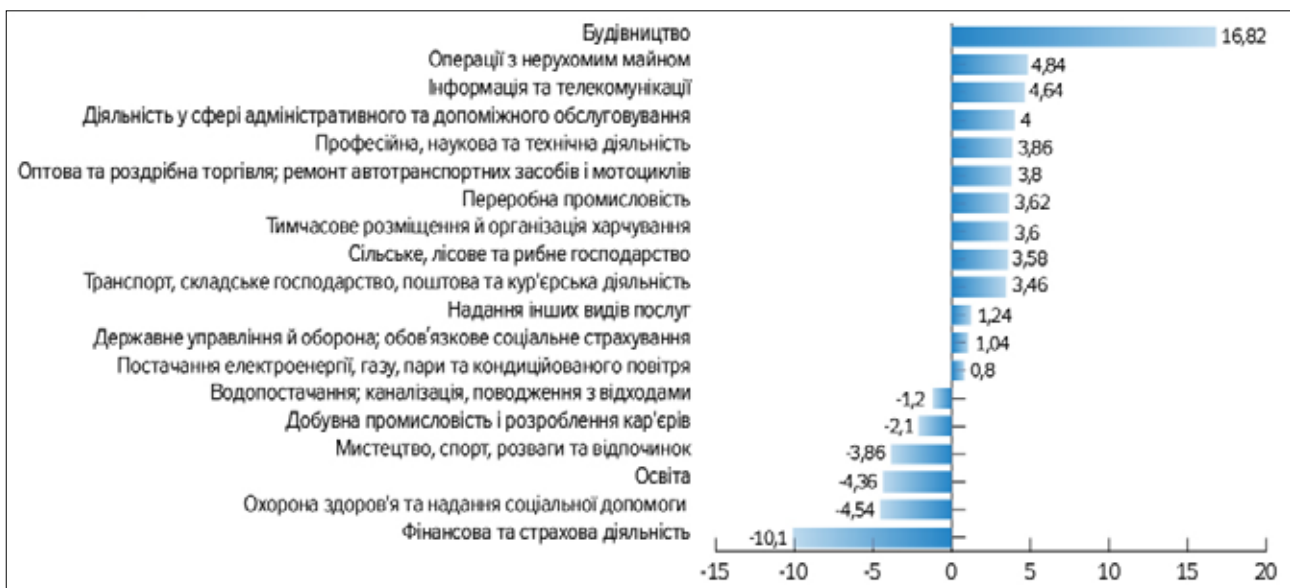 Будівництво 16,82
Операції з нерухомим майном 4,84
Інформація та телекомунікації 4,64
Діяльність у сфері адміністративного та допоміжного обслуговування 4
Професійна, наукова та технічна діяльність 3,86
Оптова та роздрібна торгівля; ремонт автотранспортних засобів і мотоциклів 3,8
Переробна промисловість 3,62
Тимчасове розміщення й організація харчування 3,6
Сільське, лісове та рибне господарство 3,58
Транспорт, складське господарство, поштова та кур'єрська діяльність 3,46
Надання інших видів послуг 1,24
Державне управління й оборона; обов'язкове соціальне страхування 1,04
Постачання електроенергії, газу, пари та кондиційованого повітря 0,8
Водопостачання; каналізація, поводження з відходами -1,2
Добувна промисловість і розроблення кар'єрів -2,1
Мистецтво, спорт, розваги та відпочинок -3,86
Освіта -4,36
Охорона здоров'я та надання соціальної допомоги -4,54
Фінансова та страхова діяльність -10,1
-15 -10 -5 0 5 10 15 20